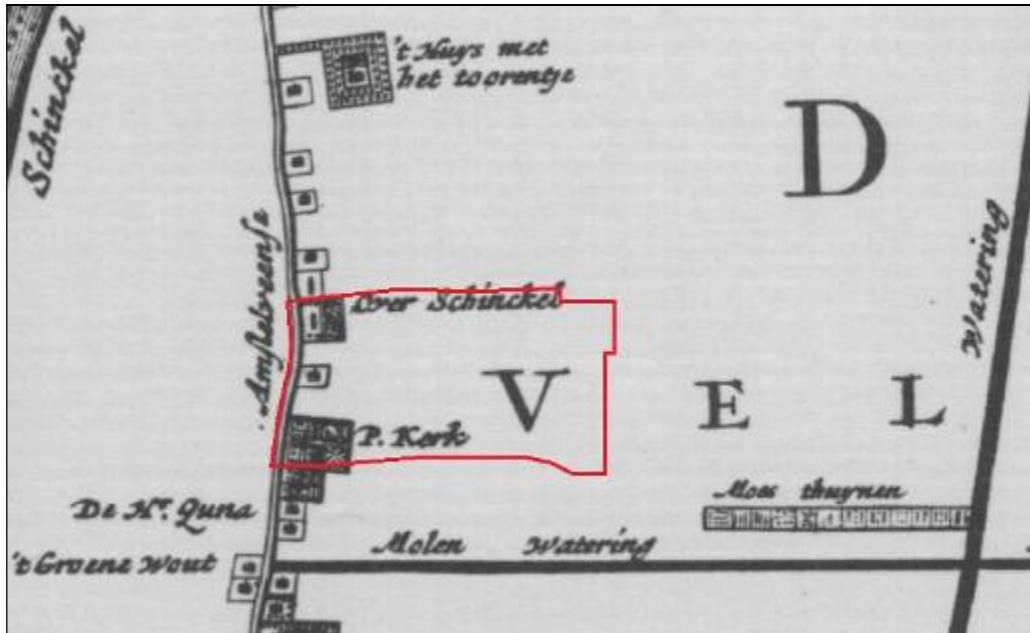 Schinckel
't Huys met
het toorentje
D
Watering
Amstelveense
Over Schinckel
V E L
P. Kerk
Moes thuynen
De Hr. Quna
Molen Watering
't Groene Wout